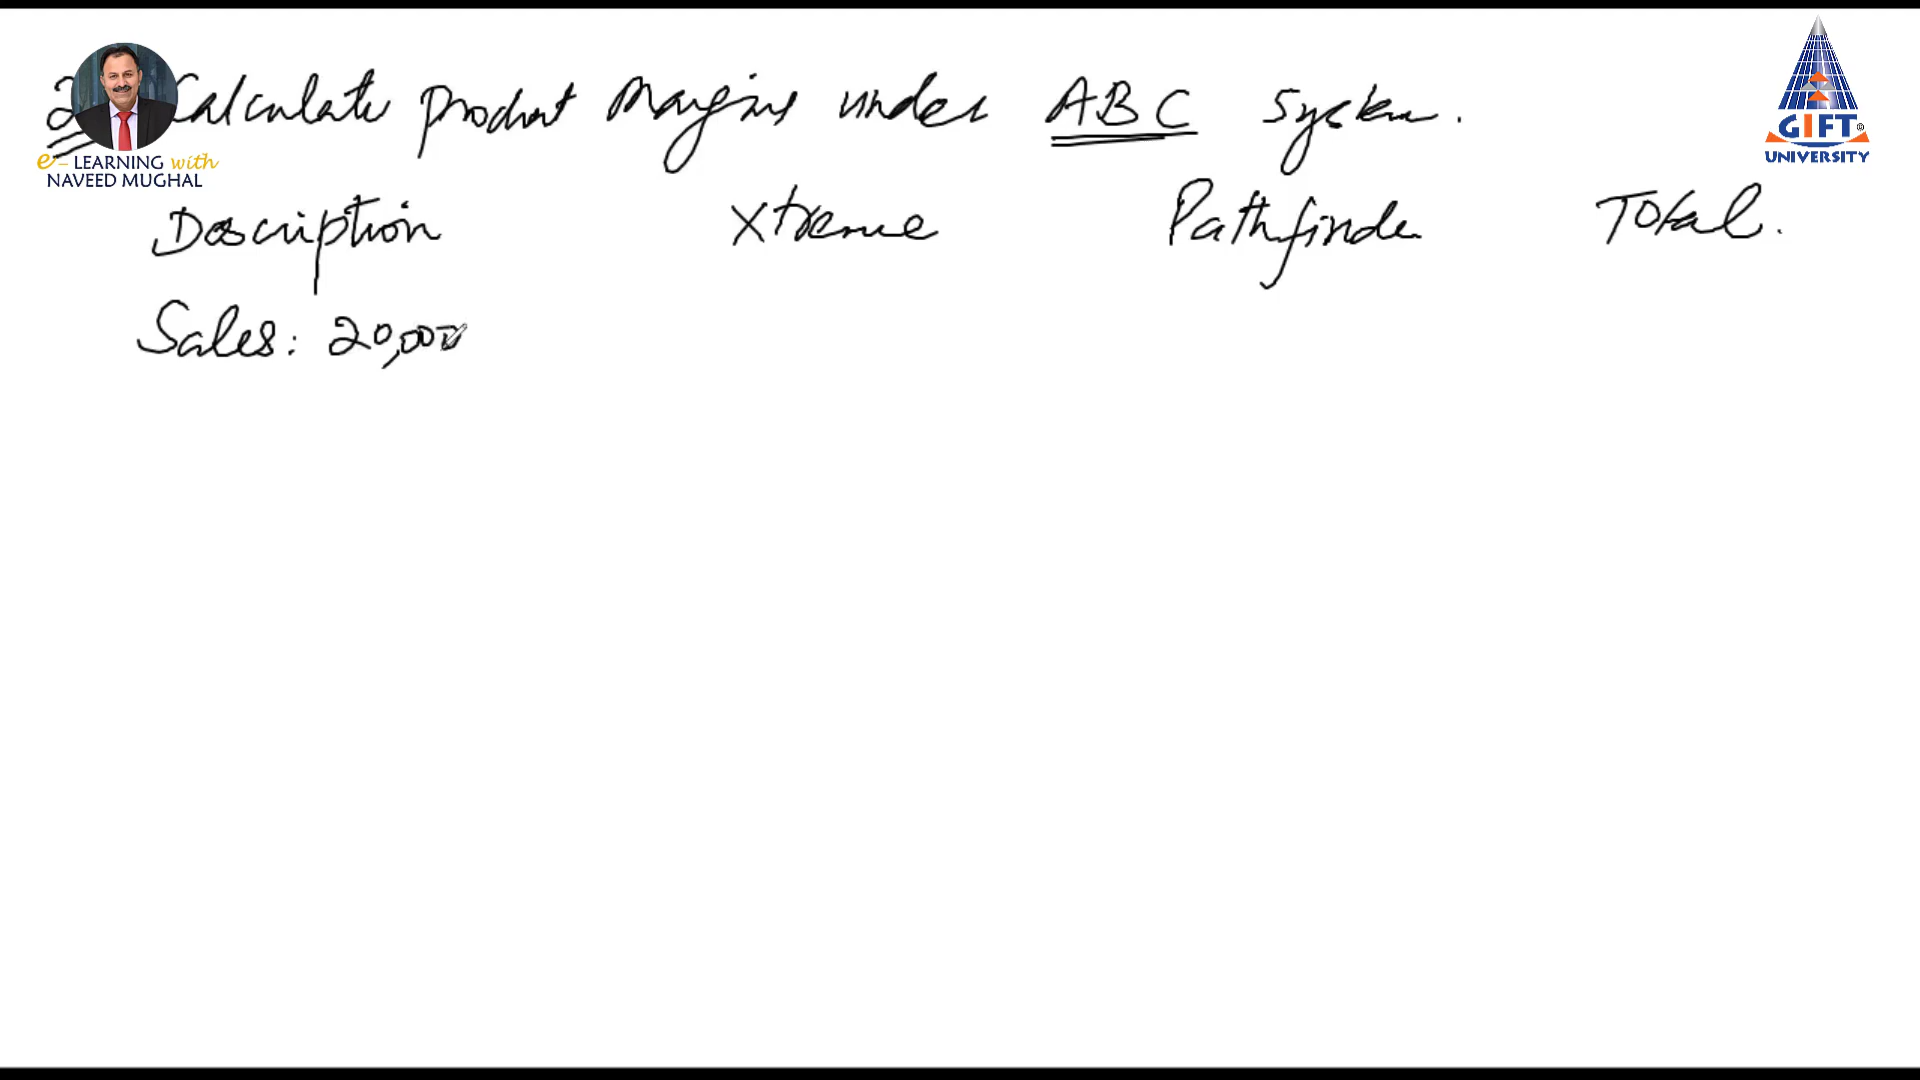 2. Calculate product Margins under ABC System.
e - LEARNING with
NAVEED MUGHAL
GIFT®
UNIVERSITY
Description Xtreme Pathfinder Total.
Sales: 20,000